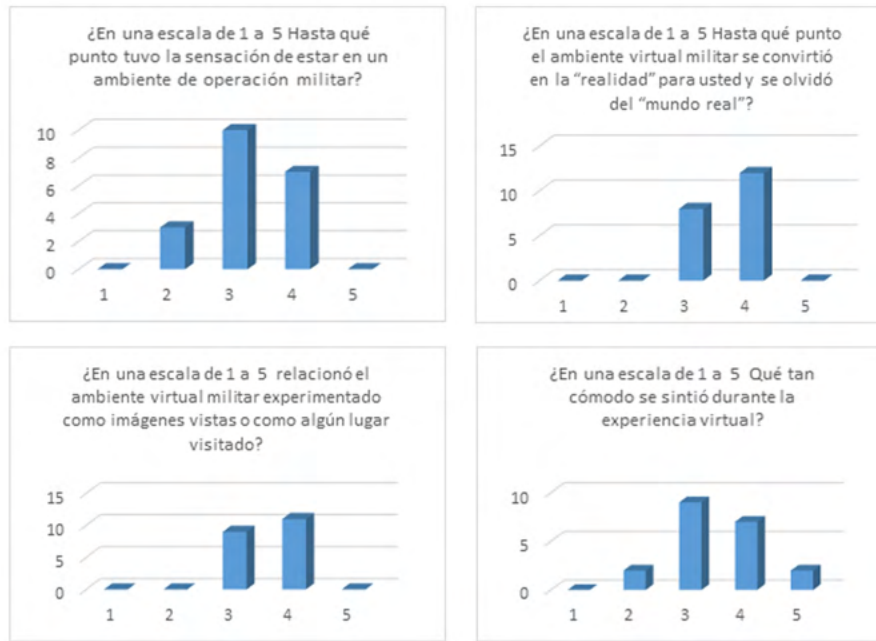 ¿En una escala de 1 a 5 Hasta qué
punto tuvo la sensación de estar en un
ambiente de operación militar?
10
8
6
4
2
0
1 2 3 4 5
¿En una escala de 1 a 5 Hasta qué punto
el ambiente virtual militar se convirtió
en la “realidad” para usted y se olvidó
del “mundo real”?
15
10
5
0
1 2 3 4 5
¿En una escala de 1 a 5 relacionó el
ambiente virtual militar experimentado
como imágenes vistas o como algún lugar
visitado?
15
10
5
0
1 2 3 4 5
¿En una escala de 1 a 5 Qué tan
cómodo se sintió durante la
experiencia virtual?
10
5
0
1 2 3 4 5